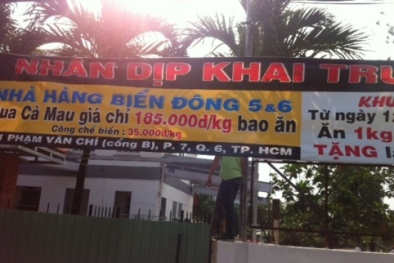 NHÂN DỊP KHAI TRU
NHÀ HÀNG BIỂN ĐÔNG 5&6
ua Cà Mau giá chỉ 185.000đ/kg bao ăn
Công chế biến : 35.000đ/kg
PHẠM VĂN CHÍ (cổng B), P. 7, Q. 6, TP. HCM
KHU
Từ ngày 12
Ăn 1kg
TẶNG